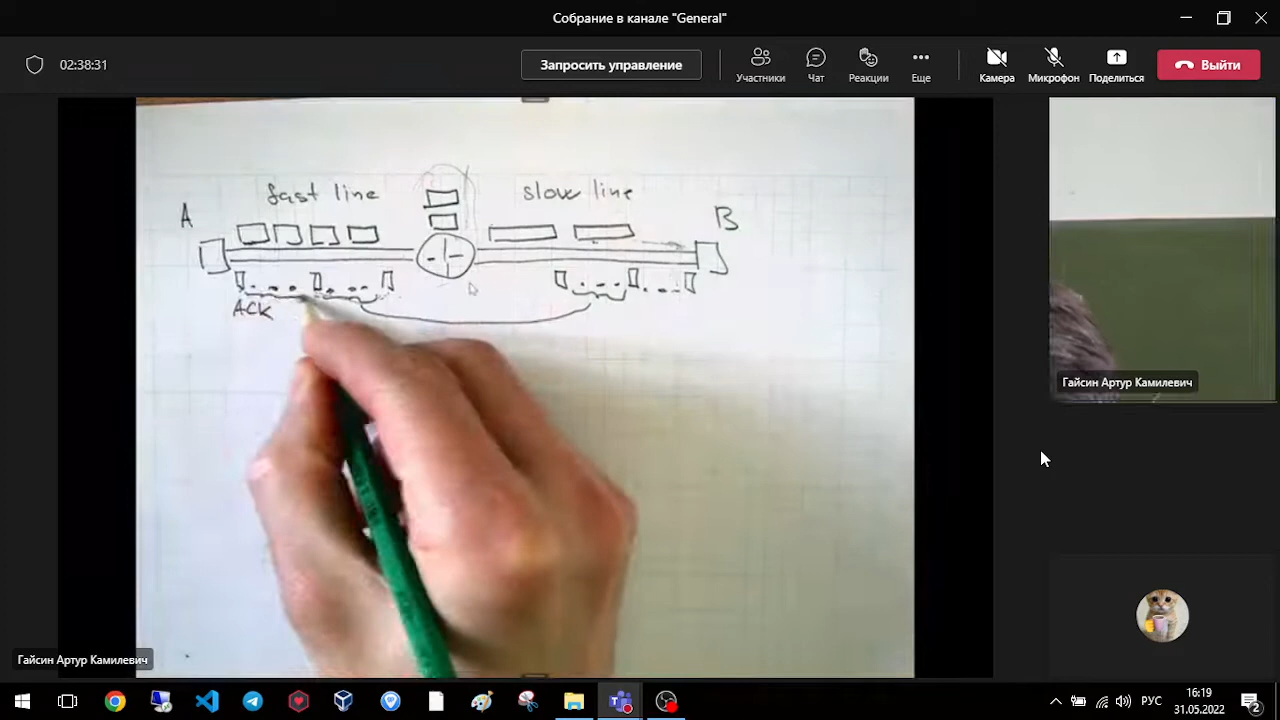 Собрание в канале "General"
02:38:31
Запросить управление
Участники
Чат
Реакции
Еще
Камера
Микрофон
Поделиться
Выйти
fast line
slow line
A
B
ACK
Гайсин Артур Камилевич
Гайсин Артур Камилевич
РУС
16:19
31.05.2022
2